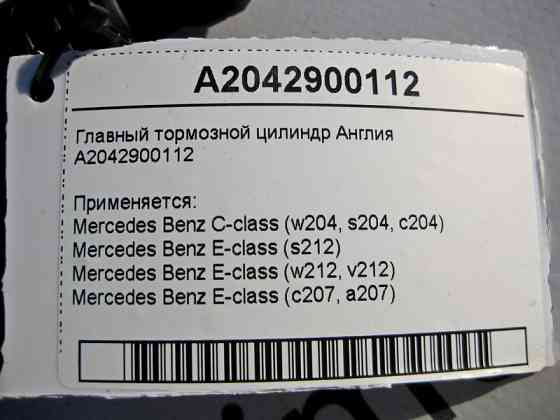 A2042900112
Главный тормозной цилиндр Англия
A2042900112
Применяется:
Mercedes Benz C-class (w204, s204, c204)
Mercedes Benz E-class (s212)
Mercedes Benz E-class (w212, v212)
Mercedes Benz E-class (c207, a207)